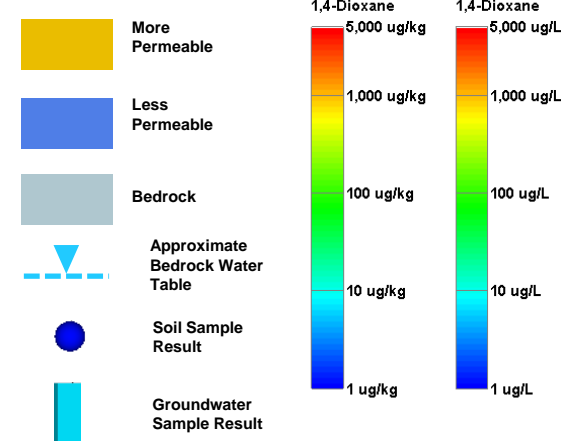 More
Permeable
Less
Permeable
Bedrock
Approximate
Bedrock Water
Table
Soil Sample
Result
Groundwater
Sample Result
1,4-Dioxane
5,000 ug/kg
1,000 ug/kg
100 ug/kg
10 ug/kg
1 ug/kg
1,4-Dioxane
5,000 ug/L
1,000 ug/L
100 ug/L
10 ug/L
1 ug/L